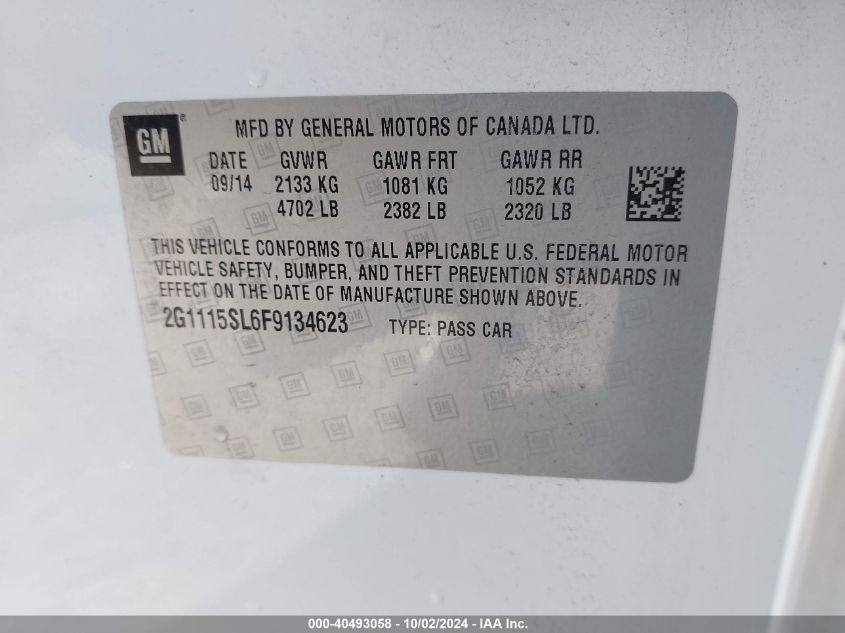 GM ®
MFD BY GENERAL MOTORS OF CANADA LTD.
DATE GVWR GAWR FRT GAWR RR
09/14 2133 KG 1081 KG 1052 KG
4702 LB 2382 LB 2320 LB
THIS VEHICLE CONFORMS TO ALL APPLICABLE U.S. FEDERAL MOTOR
VEHICLE SAFETY, BUMPER, AND THEFT PREVENTION STANDARDS IN
EFFECT ON THE DATE OF MANUFACTURE SHOWN ABOVE.
2G1115SL6F9134623 TYPE: PASS CAR
000-40493058 - 10/02/2024 - IAA Inc.